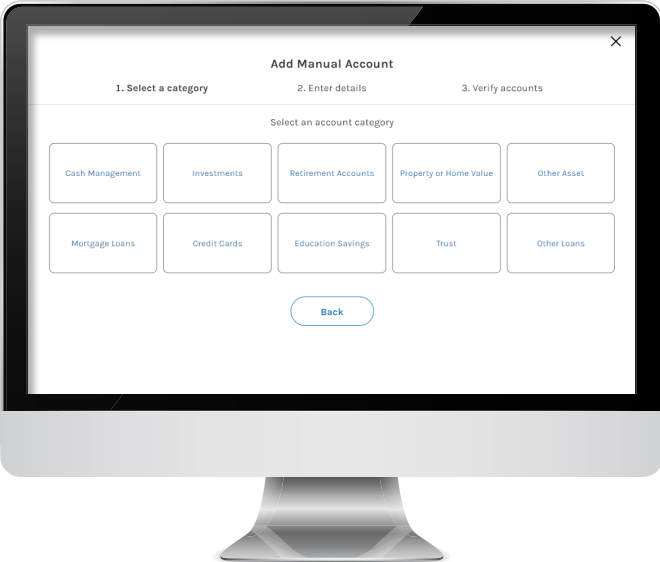 Add Manual Account
1. Select a category 2. Enter details 3. Verify accounts
Select an account category
Cash Management Investments Retirement Accounts Property or Home Value Other Asset
Mortgage Loans Credit Cards Education Savings Trust Other Loans
Back